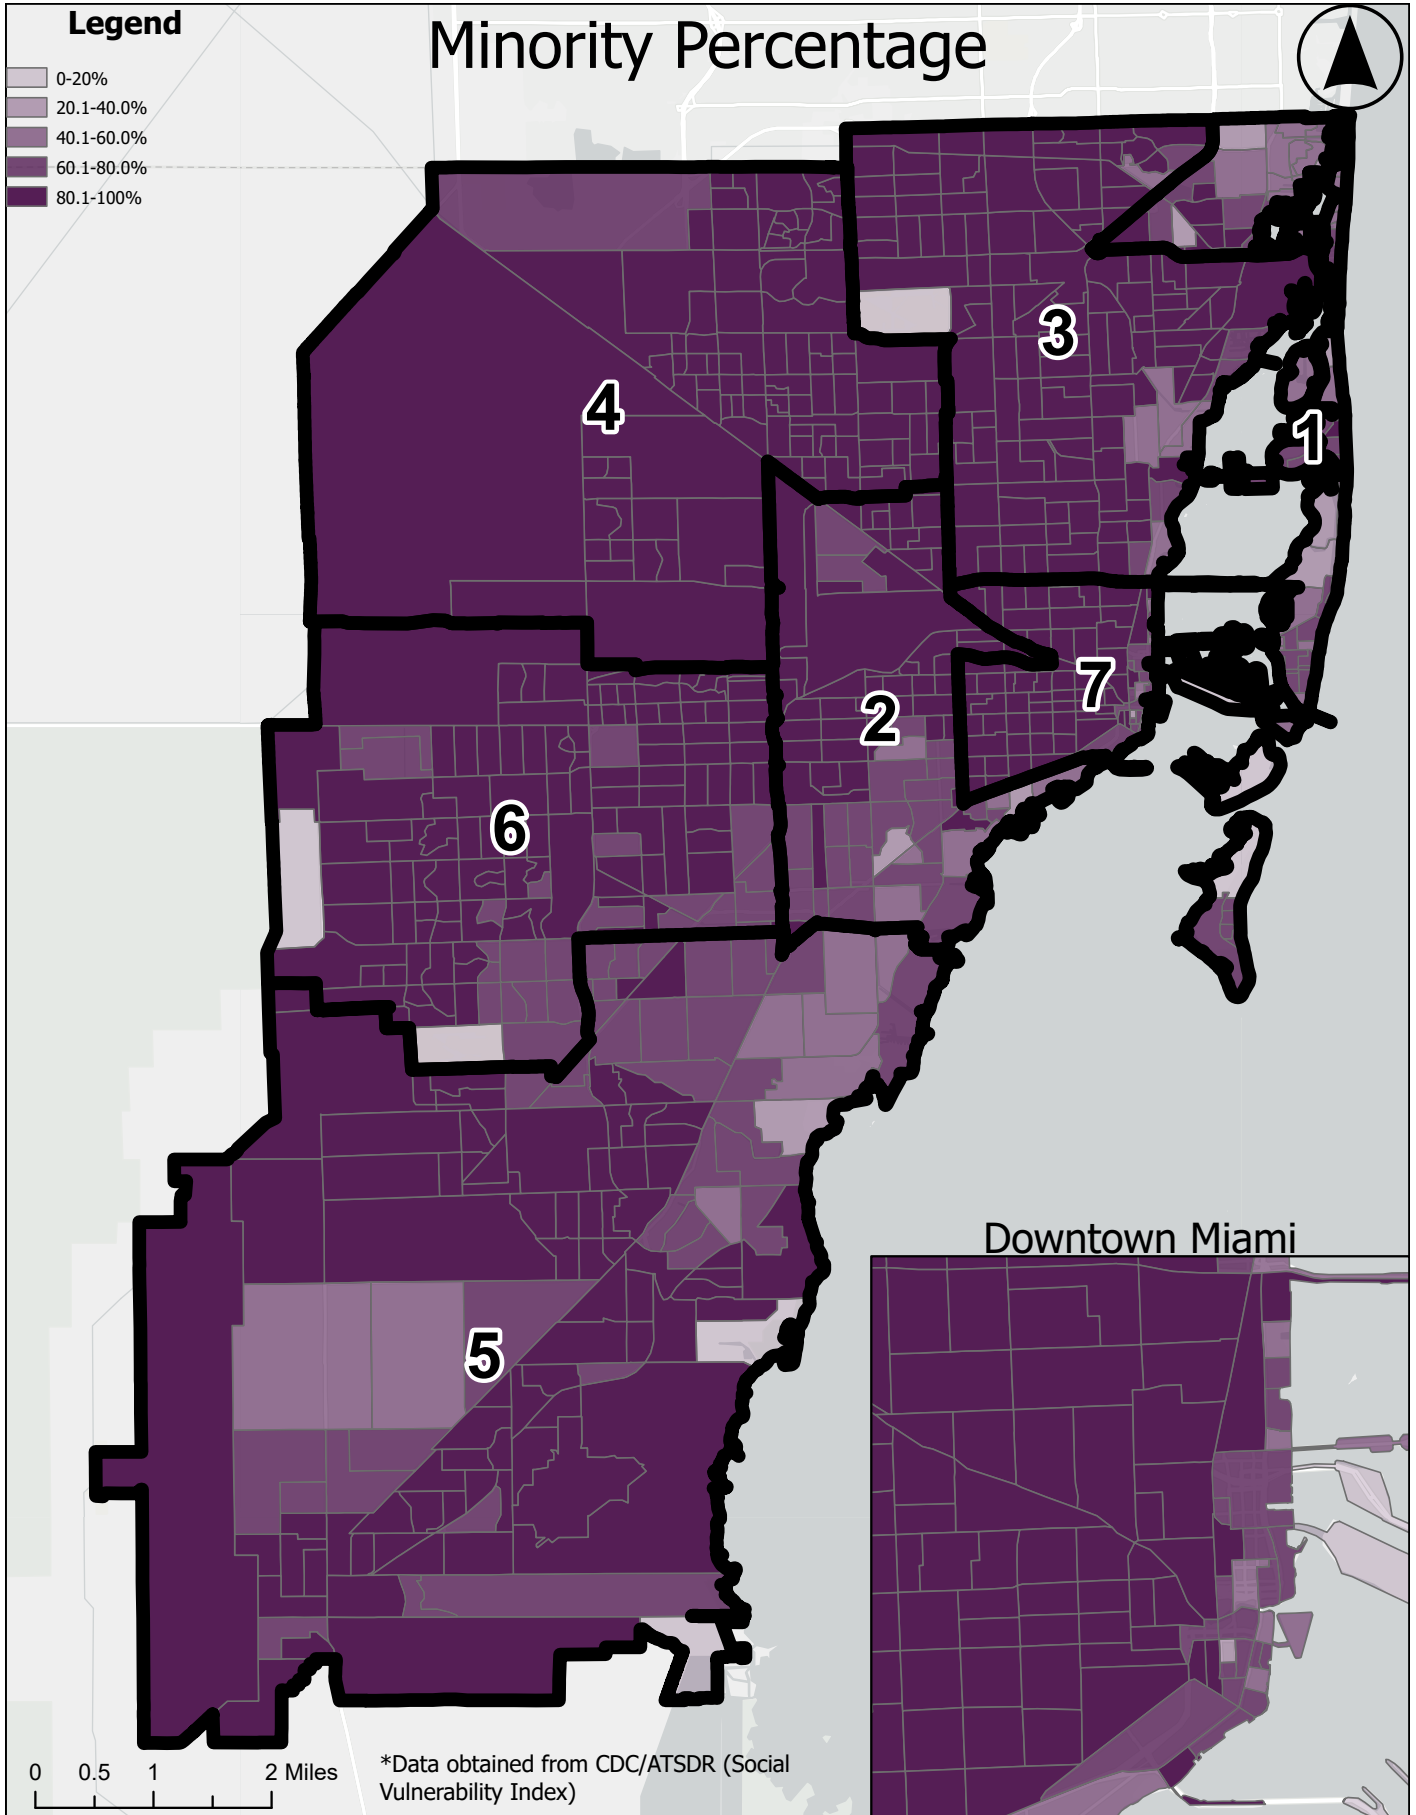 Legend
Minority Percentage
0-20%
20.1-40.0%
40.1-60.0%
60.1-80.0%
80.1-100%
3
4
1
7
2
6
5
Downtown Miami
0 0.5 1 2 Miles
*Data obtained from CDC/ATSDR (Social
Vulnerability Index)